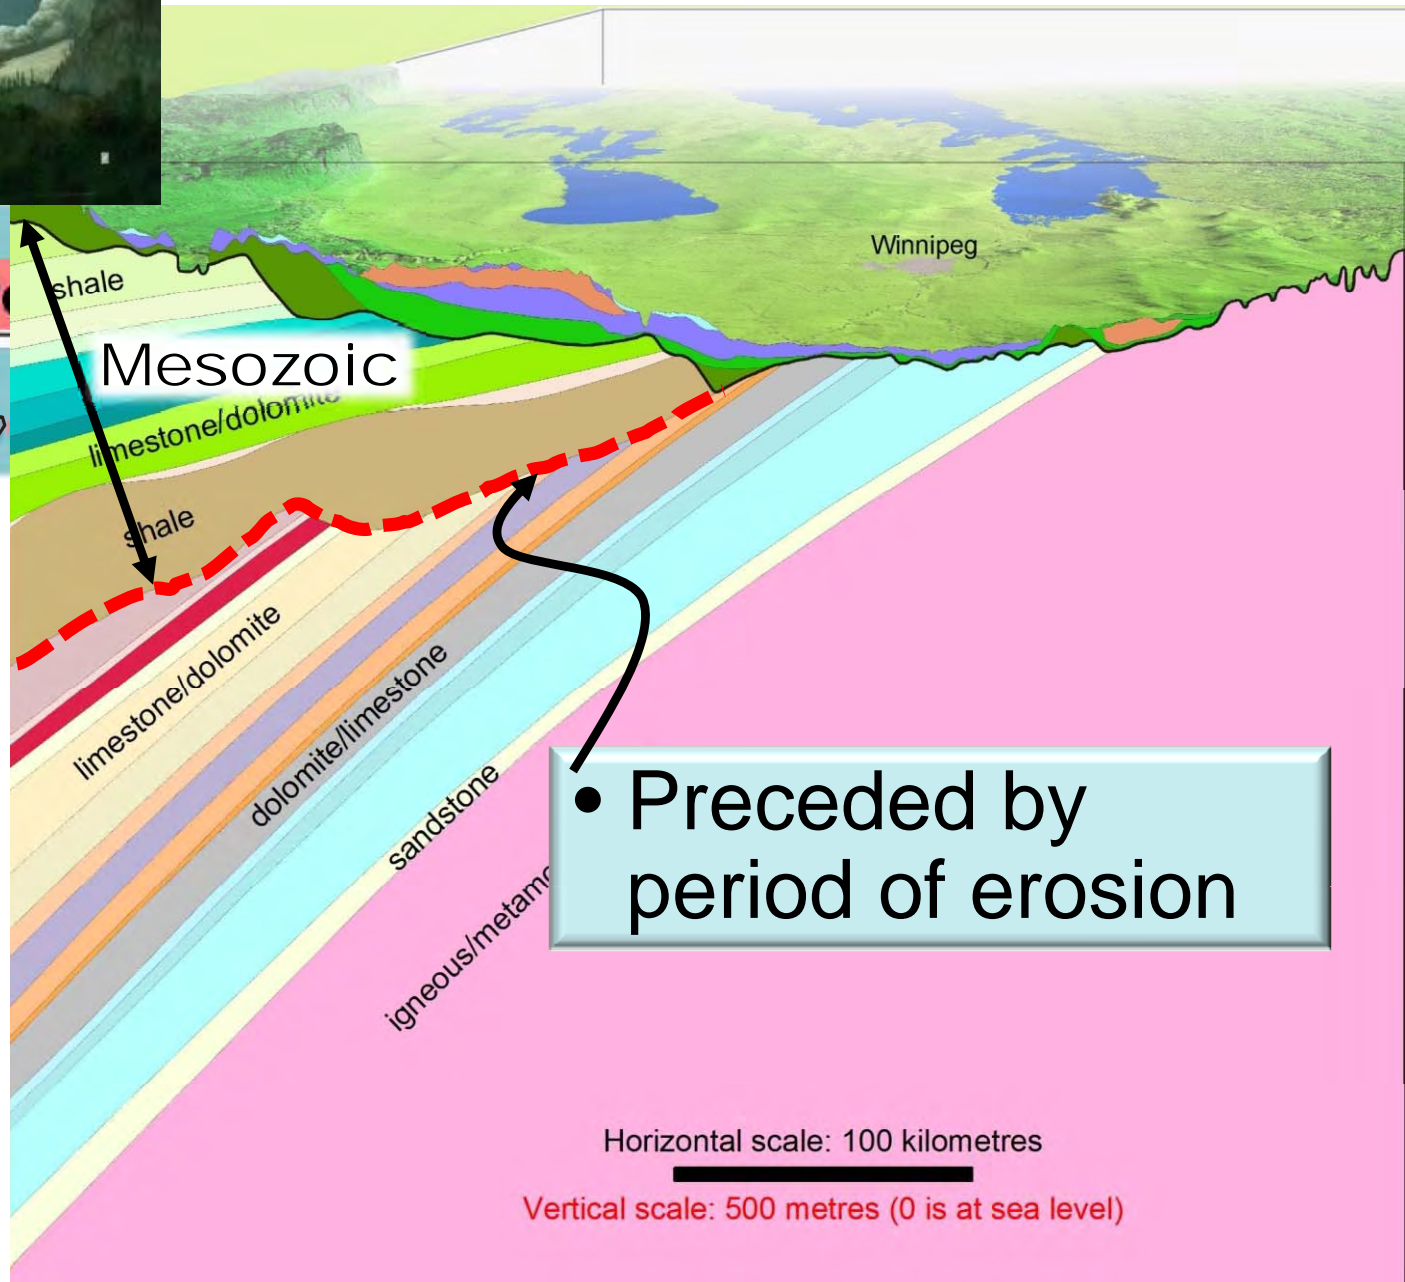 Winnipeg
shale
Mesozoic
limestone/dolomite
shale
limestone/dolomite
dolomite/limestone
sandstone
• Preceded by
period of erosion
Horizontal scale: 100 kilometres
Vertical scale: 500 metres (0 is at sea level)